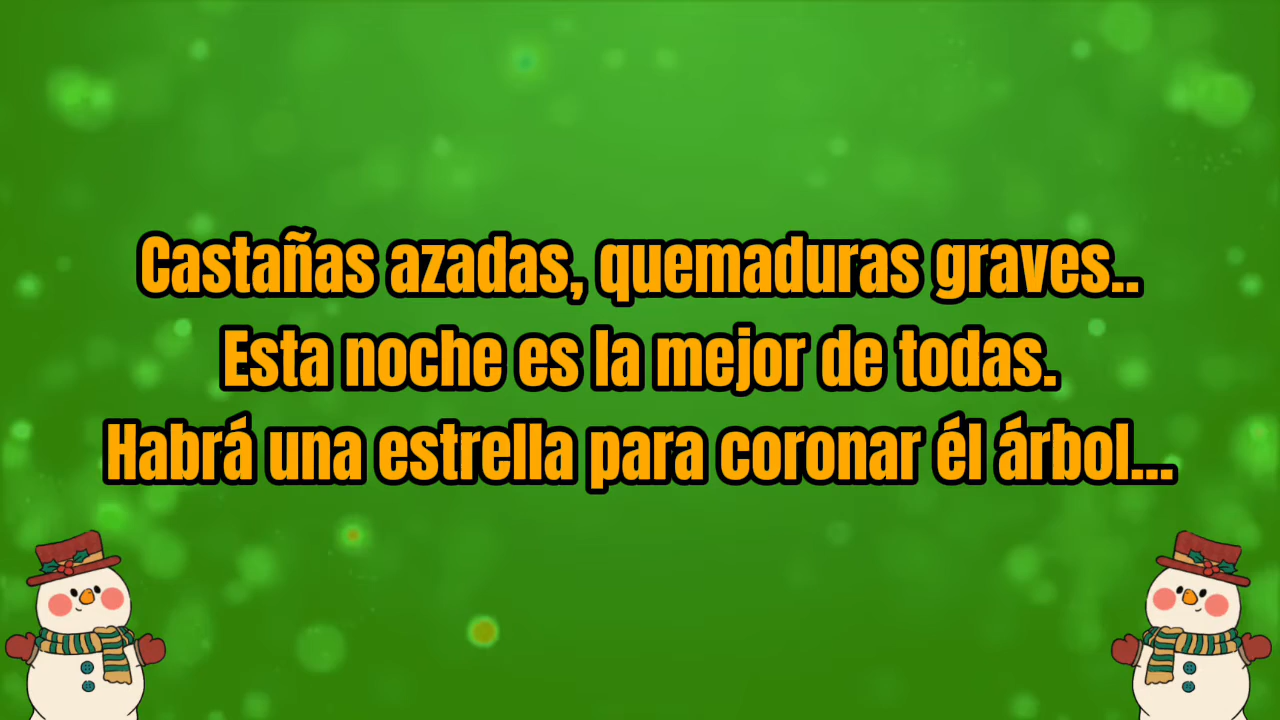 Castañas azadas, quemaduras graves..
Esta noche es la mejor de todas.
Habrá una estrella para coronar él árbol...